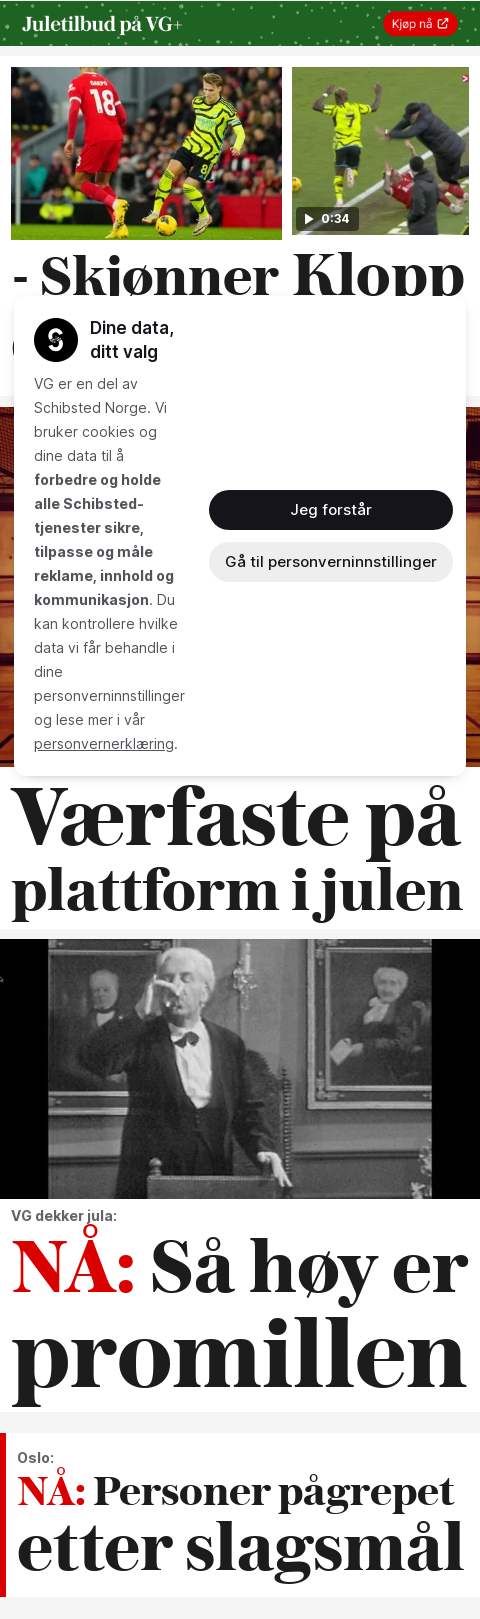 Juletilbud på VG+
Kjøp nå
0:34
- Skjønner Klopp
Dine data,
ditt valg
VG er en del av
Schibsted Norge. Vi
bruker cookies og
dine data til å
forbedre og holde
alle Schibsted-
tjenester sikre,
tilpasse og måle
reklame, innhold og
kommunikasjon. Du
kan kontrollere hvilke
data vi får behandle i
dine
personverninnstillinger
og lese mer i vår
personvernerklæring.
Jeg forstår
Gå til personverninnstillinger
Værfaste på
plattform i julen
VG dekker jula:
NÅ: Så høy er
promillen
Oslo:
NÅ: Personer pågrepet
etter slagsmål